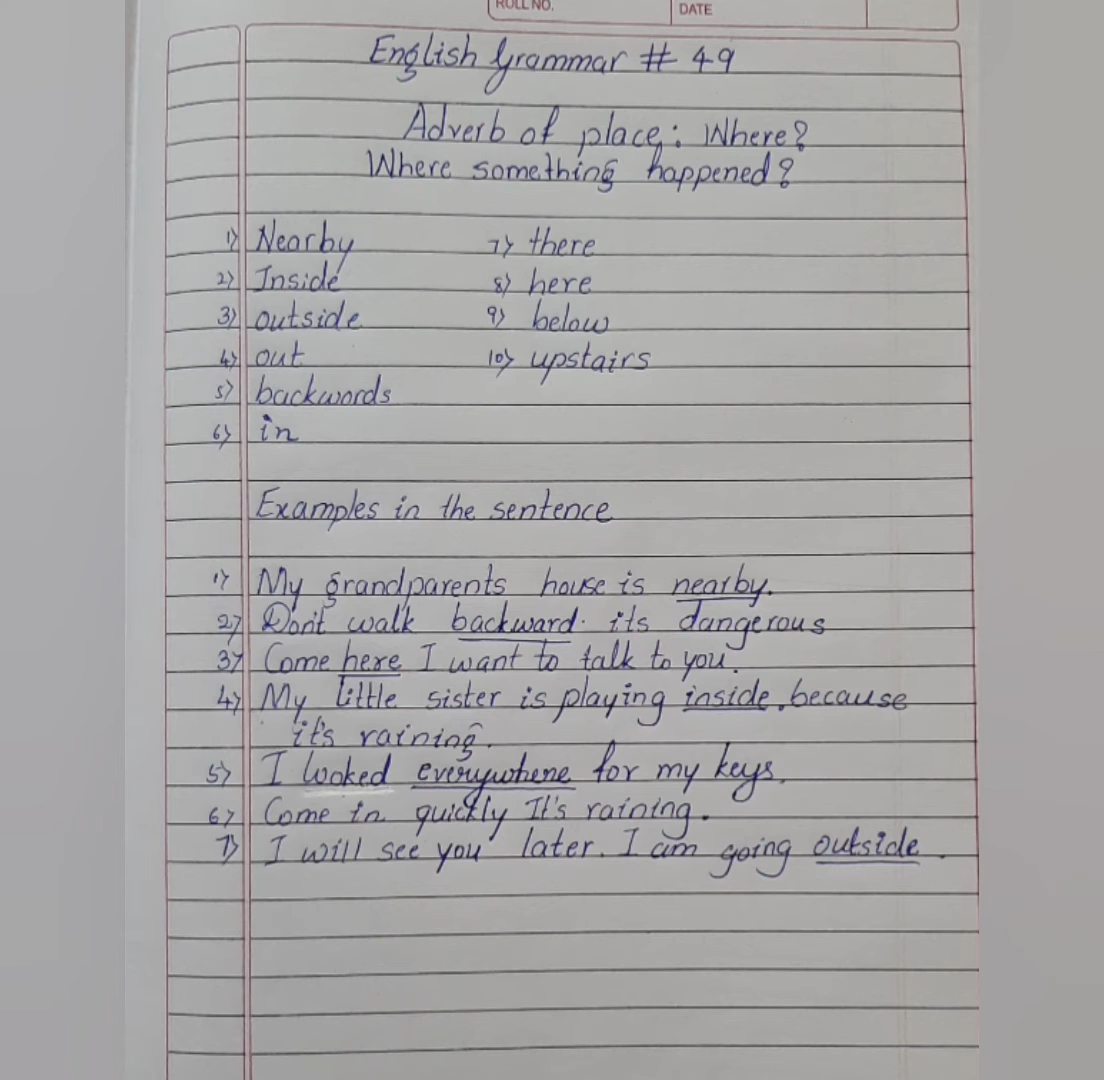 ROLL NO.
DATE
English Grammar # 49
Adverb of place: Where?
Where something happened?
1) Nearby 7) there
2) Inside 8) here
3) outside 9) below
4) out 10) upstairs
5) backwords
6) in
Examples in the sentence
1) My grandparents house is nearby.
2) Don't walk backward. its dangerous
3) Come here I want to talk to you.
4) My little sister is playing inside, because
it's raining.
5) I looked everywhere for my keys.
6) Come in quickly It's raining.
7) I will see you later. I am going outside.